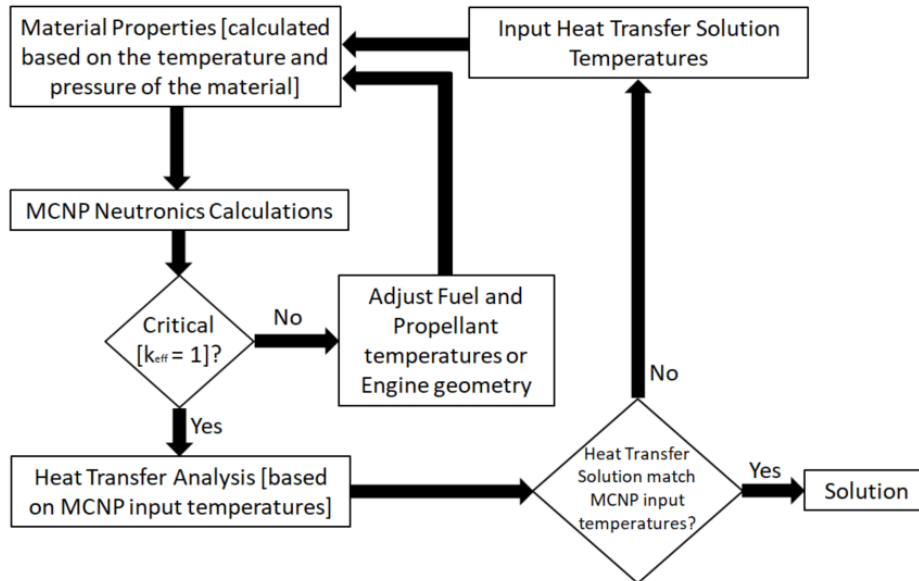 Material Properties [calculated
based on the temperature and
pressure of the material]
Input Heat Transfer Solution
Temperatures
MCNP Neutronics Calculations
Critical
[keff = 1]?
No
Adjust Fuel and
Propellant
temperatures or
Engine geometry
Yes
No
Heat Transfer Analysis [based
on MCNP input temperatures]
Heat Transfer
Solution match
MCNP input
temperatures?
Yes
Solution